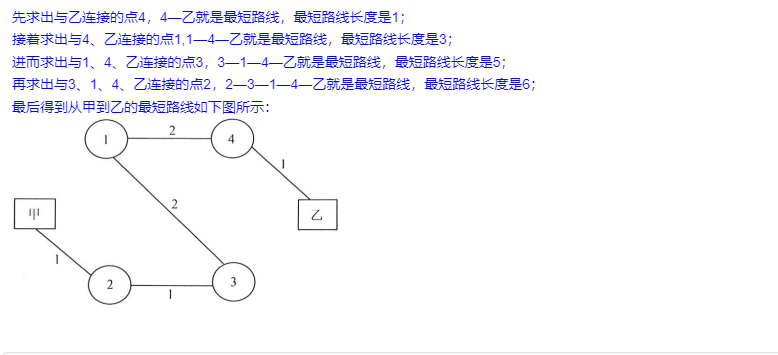 先求出与乙连接的点4，4—乙就是最短路线，最短路线长度是1；
接着求出与4、乙连接的点1,1—4—乙就是最短路线，最短路线长度是3；
进而求出与1、4、乙连接的点3，3—1—4—乙就是最短路线，最短路线长度是5；
再求出与3、1、4、乙连接的点2，2—3—1—4—乙就是最短路线，最短路线长度是6；
最后得到从甲到乙的最短路线如下图所示：
1
2
4
1
甲
2
乙
1
2
1
3